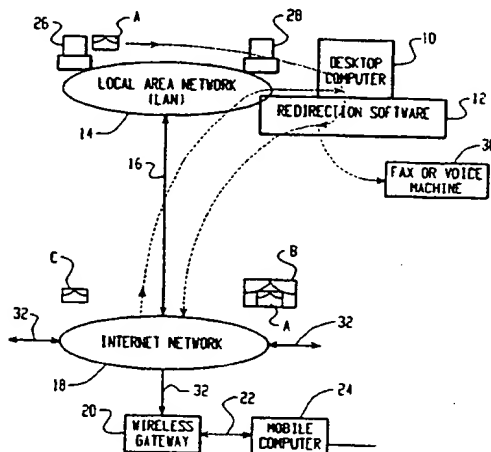 26
A
28
10
DESKTOP
COMPUTER
LOCAL AREA NETWORK
(LAN)
12
REDIRECTION SOFTWARE
14
16
FAX OR VOICE
MACHINE
C
B
A
32
32
INTERNET NETWORK
18
32
24
20
22
WIRELESS
GATEWAY
MOBILE
COMPUTER